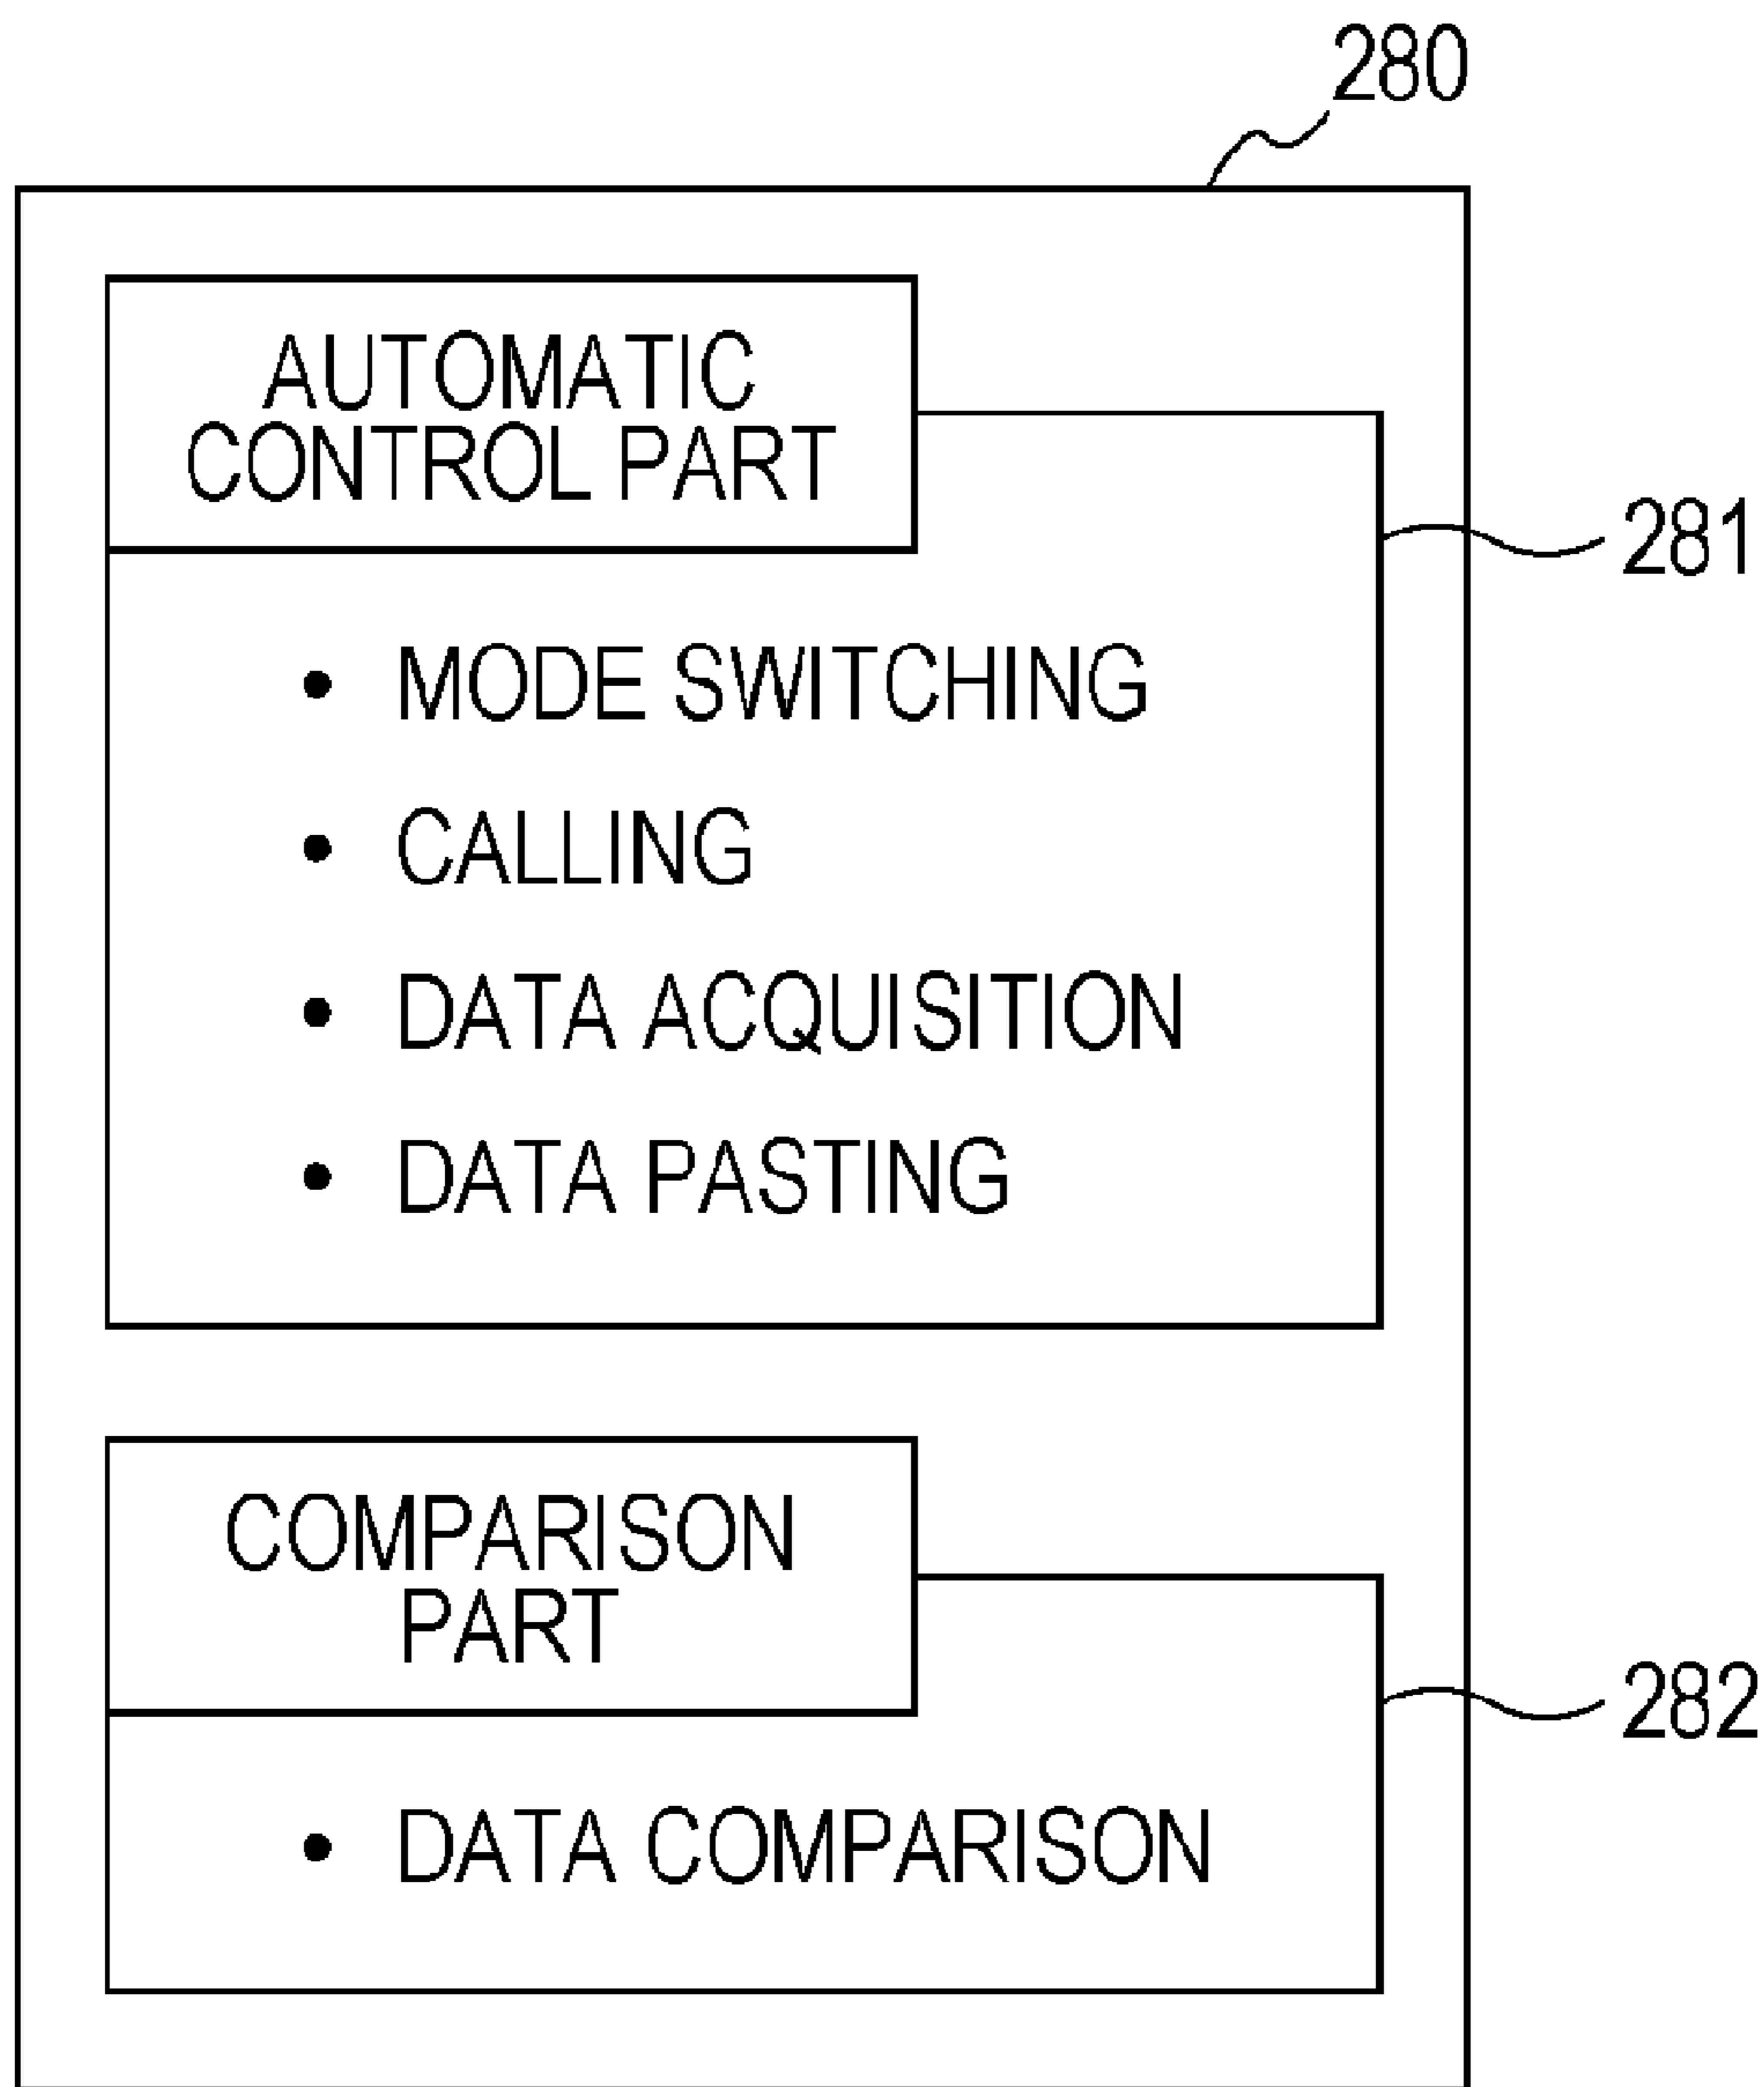 280
AUTOMATIC
CONTROL PART
281
• MODE SWITCHING
• CALLING
• DATA ACQUISITION
• DATA PASTING
COMPARISON
PART
282
• DATA COMPARISON